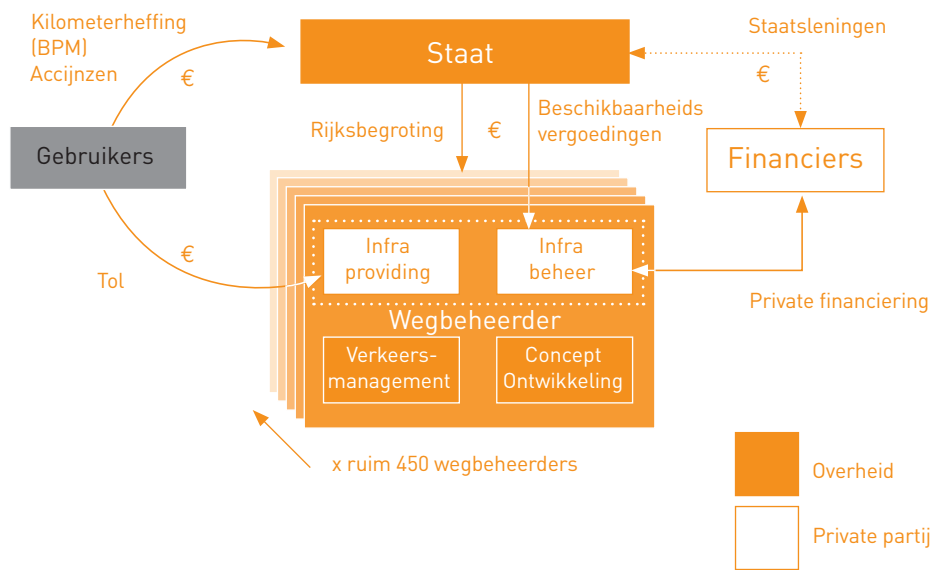 Kilometerheffing
(BPM)
Accijnzen
€
Staat
Staatsleningen
€
Gebruikers
Rijksbegroting
€
Beschikbaarheids
vergoedingen
Financiers
€
Tol
Infra
providing
Infra
beheer
Private financiering
Wegbeheerder
Verkeers-
management
Concept
Ontwikkeling
x ruim 450 wegbeheerders
Overheid
Private partij